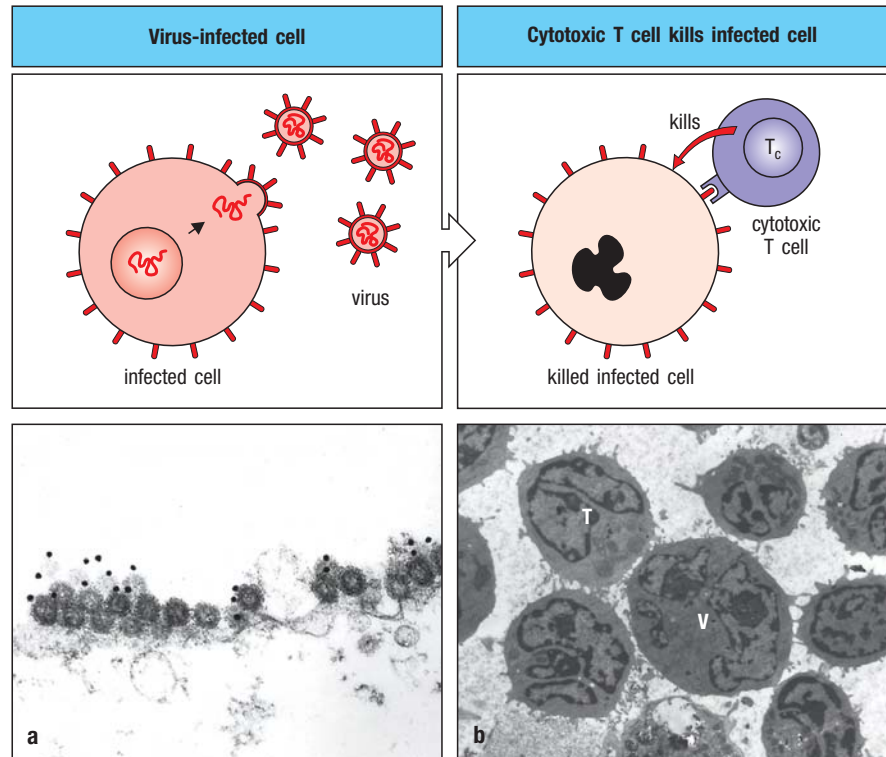 Virus-infected cell
Cytotoxic T cell kills infected cell
kills
Tc
cytotoxic
T cell
virus
infected cell
killed infected cell
a
T
V
b